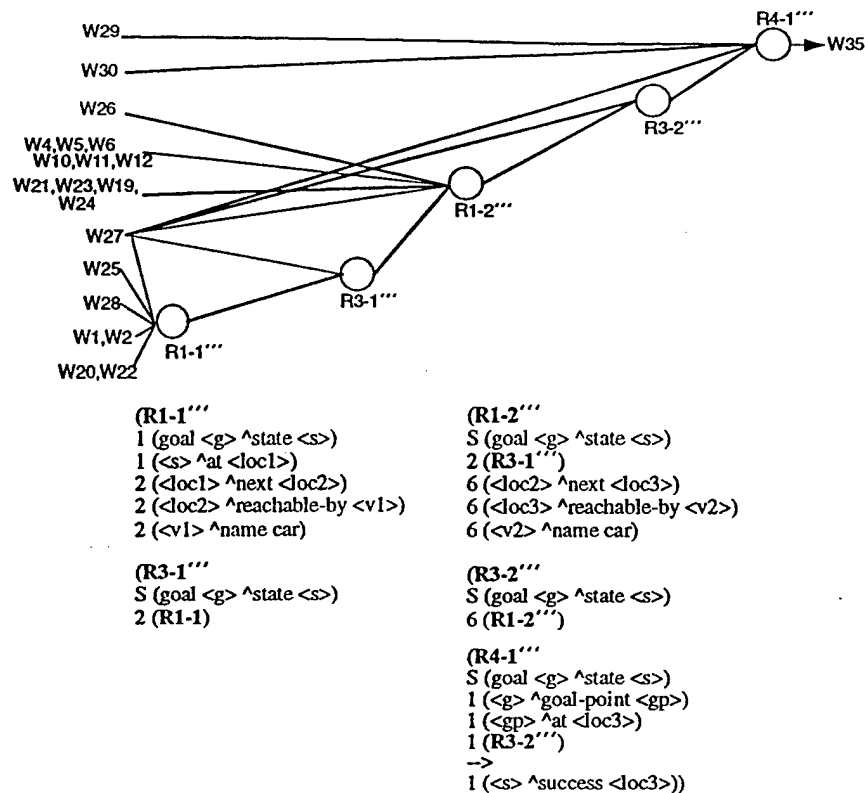 R4-1′′′
W29
W35
W30
W26
R3-2′′′
W4,W5,W6
W10,W11,W12
W21,W23,W19,
W24
R1-2′′′
W27
W25
R3-1′′′
W28
W1,W2
R1-1′′′
W20,W22
(R1-1′′′
1 (goal <g> ^state <s>)
1 (<s> ^at <loc1>)
2 (<loc1> ^next <loc2>)
2 (<loc2> ^reachable-by <v1>)
2 (<v1> ^name car)
(R3-1′′′
S (goal <g> ^state <s>)
2 (R1-1)
(R1-2′′′
S (goal <g> ^state <s>)
2 (R3-1′′′)
6 (<loc2> ^next <loc3>)
6 (<loc3> ^reachable-by <v2>)
6 (<v2> ^name car)
(R3-2′′′
S (goal <g> ^state <s>)
6 (R1-2′′′)
(R4-1′′′
S (goal <g> ^state <s>)
1 (<g> ^goal-point <gp>)
1 (<gp> ^at <loc3>)
1 (R3-2′′′)
-->
1 (<s> ^success <loc3>))